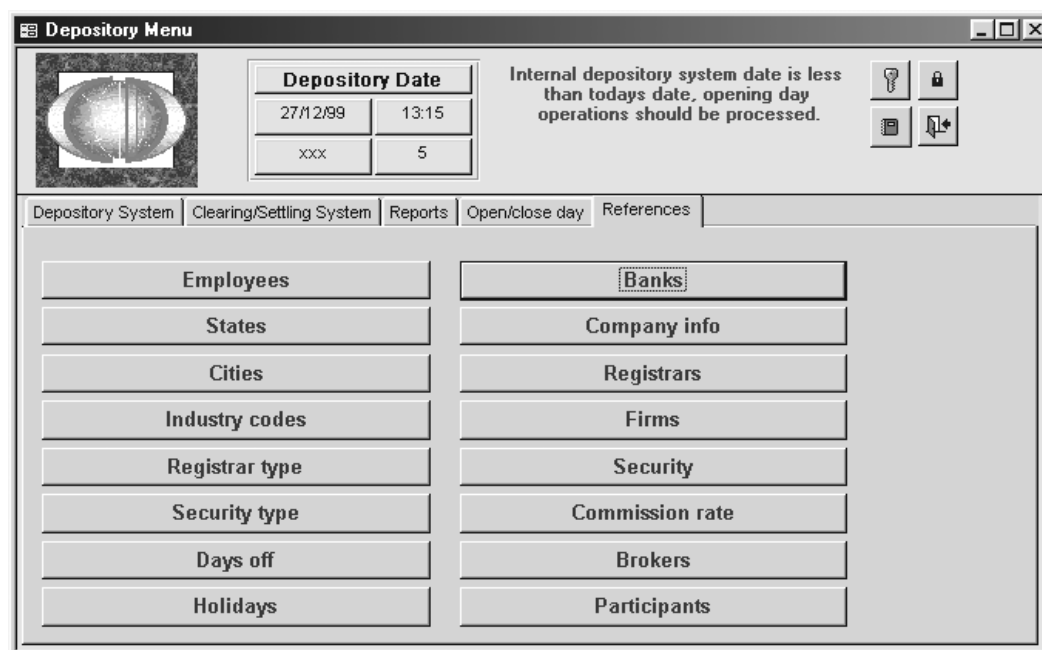 Depository Menu
Depository Date
27/12/99 13:15
xxx 5
Internal depository system date is less
than todays date, opening day
operations should be processed.
Depository System Clearing/Settling System Reports Open/close day References
Employees Banks
States Company info
Cities Registrars
Industry codes Firms
Registrar type Security
Security type Commission rate
Days off Brokers
Holidays Participants